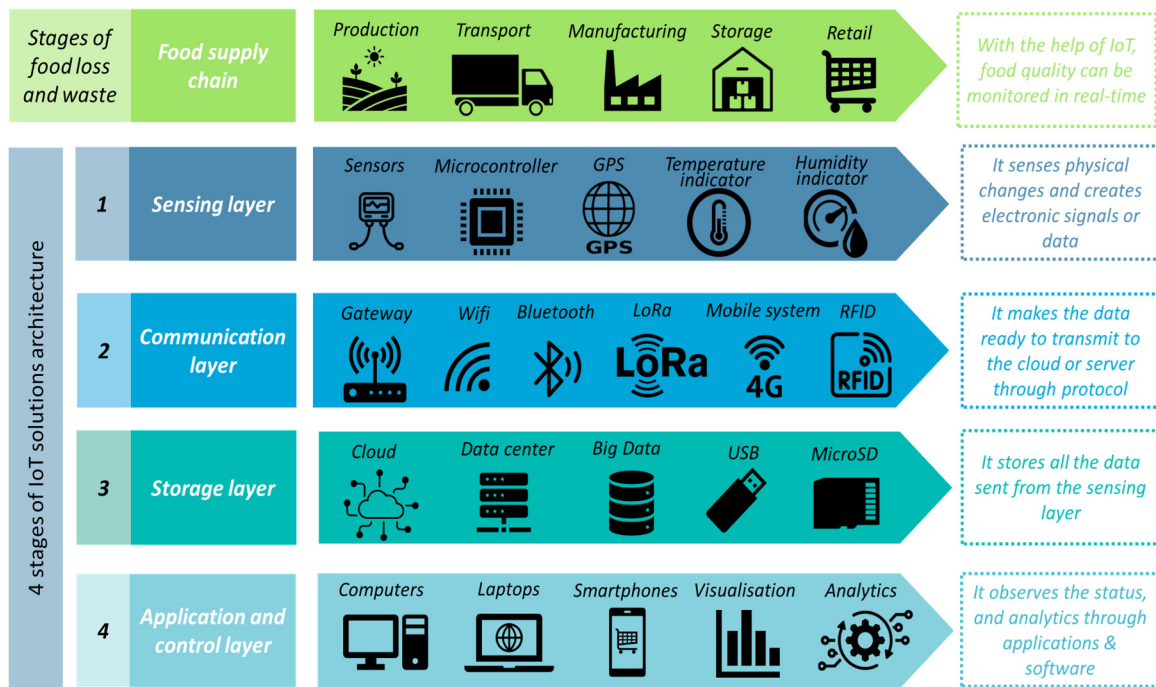 Stages of
food loss
and waste
Food supply
chain
Production
Transport
Manufacturing
Storage
Retail
With the help of IoT,
food quality can be
monitored in real-time
4 stages of IoT solutions architecture
1
Sensing layer
Sensors
Microcontroller
GPS
GPS
Temperature
indicator
Humidity
indicator
It senses physical
changes and creates
electronic signals or
data
2
Communication
layer
Gateway
Wifi
Bluetooth
LoRa
LoRa
Mobile system
4G
RFID
RFID
It makes the data
ready to transmit to
the cloud or server
through protocol
3
Storage layer
Cloud
Data center
Big Data
USB
MicroSD
It stores all the data
sent from the sensing
layer
4
Application and
control layer
Computers
Laptops
Smartphones
Visualisation
Analytics
It observes the status,
and analytics through
applications &
software